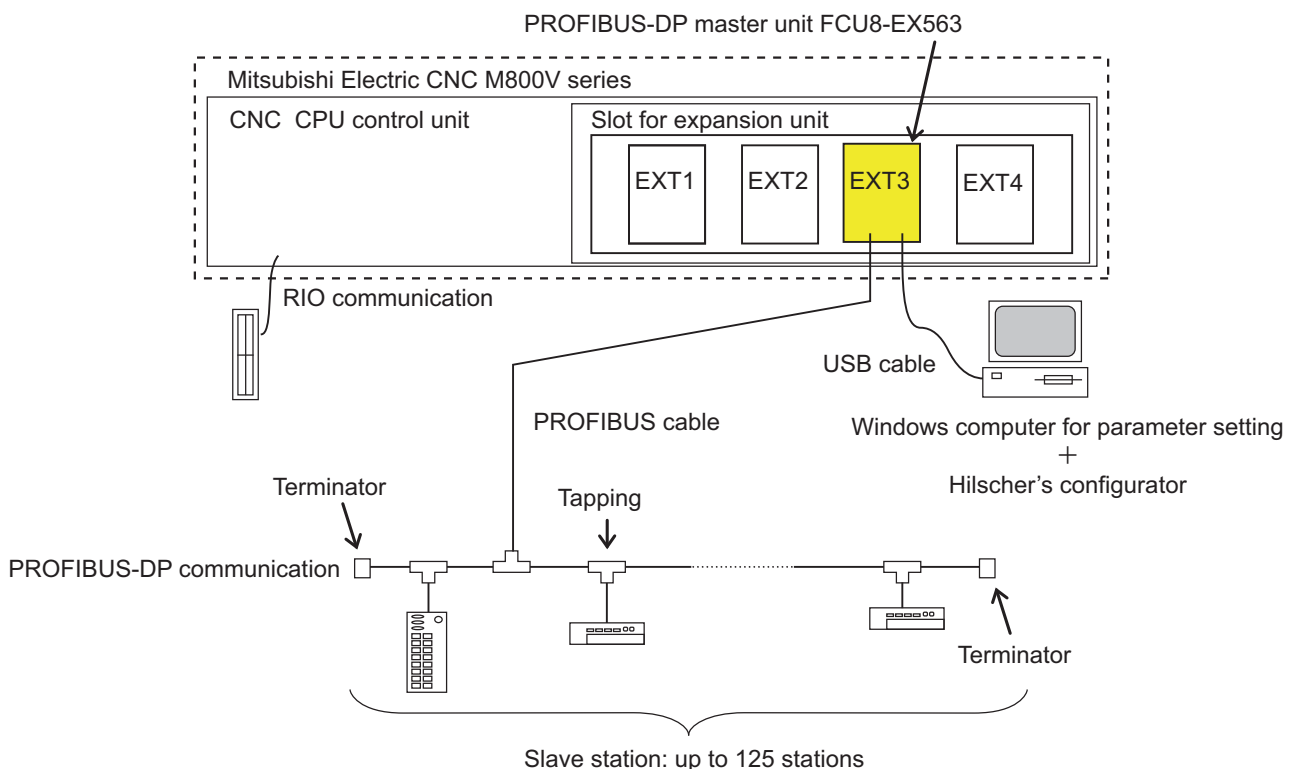 PROFIBUS-DP master unit FCU8-EX563
Mitsubishi Electric CNC M800V series
CNC CPU control unit
Slot for expansion unit
EXT1
EXT2
EXT3
EXT4
RIO communication
USB cable
PROFIBUS cable
Windows computer for parameter setting
+
Hilscher's configurator
Terminator
Tapping
PROFIBUS-DP communication
Terminator
Slave station: up to 125 stations